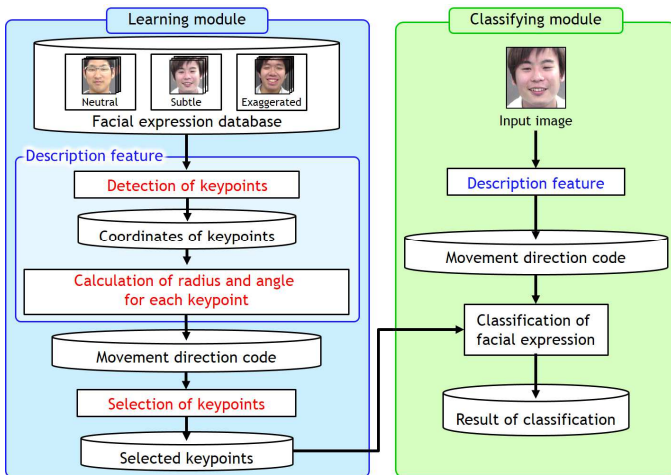 Learning module
Neutral
Subtle
Exaggerated
Facial expression database
Description feature
Detection of keypoints
Coordinates of keypoints
Calculation of radius and angle
for each keypoint
Movement direction code
Selection of keypoints
Selected keypoints
Classifying module
Input image
Description feature
Movement direction code
Classification of
facial expression
Result of classification